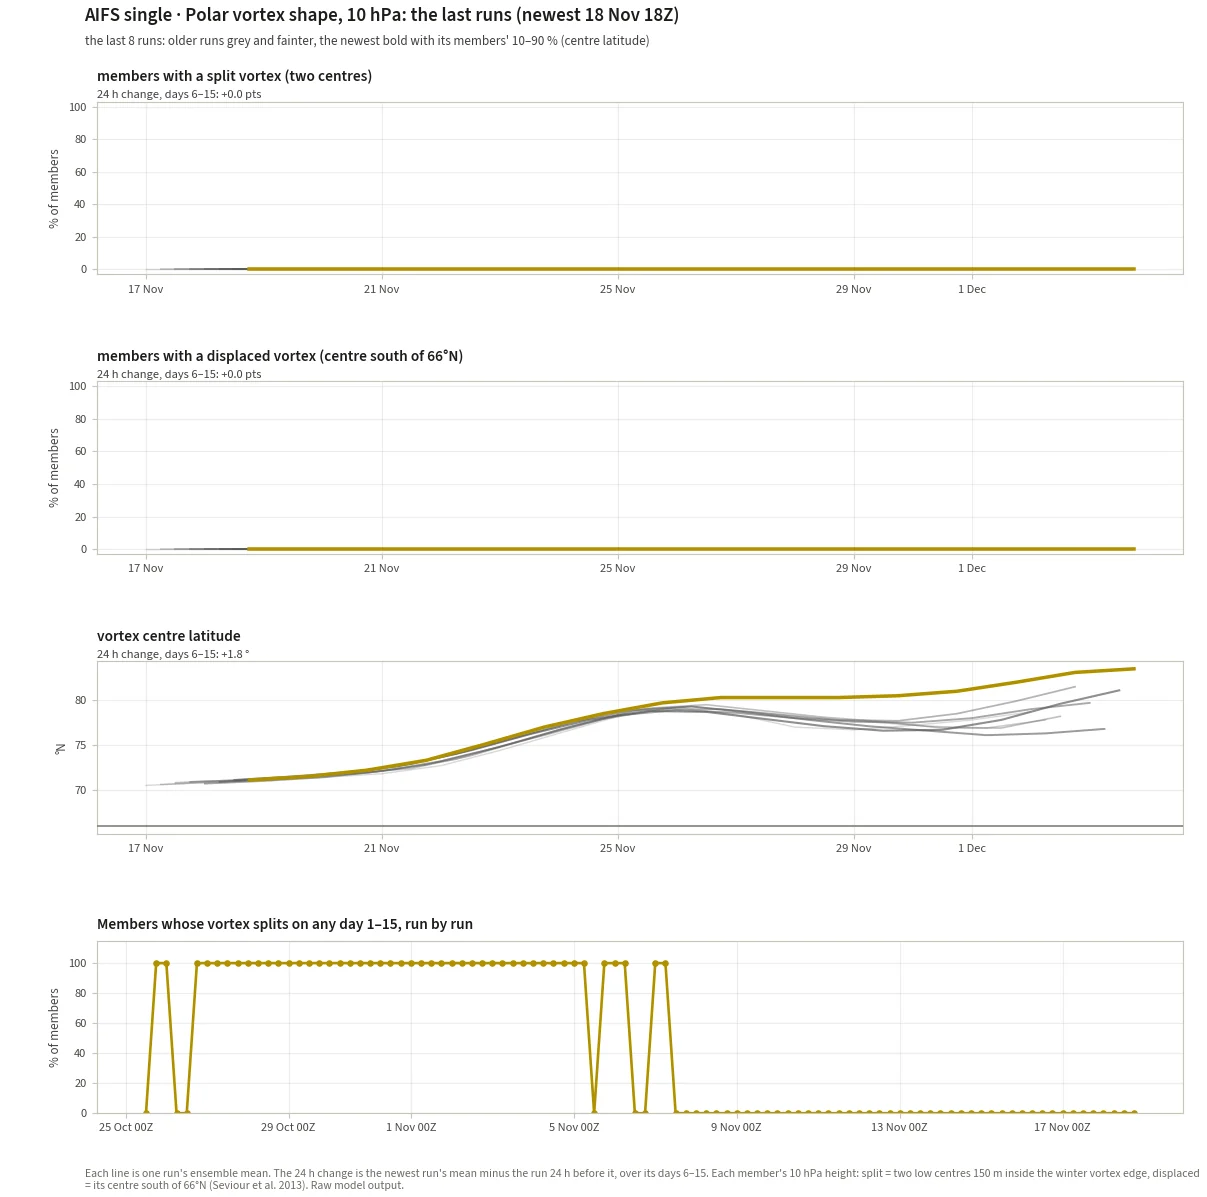 AIFS single · Polar vortex shape, 10 hPa: the last runs (newest 18 Nov 18Z)
the last 8 runs: older runs grey and fainter, the newest bold with its members' 10–90 % (centre latitude)
members with a split vortex (two centres)
24 h change, days 6–15: +0.0 pts
100
80
60
40
20
0
% of members
17 Nov 21 Nov 25 Nov 29 Nov 1 Dec
members with a displaced vortex (centre south of 66°N)
24 h change, days 6–15: +0.0 pts
100
80
60
40
20
0
% of members
17 Nov 21 Nov 25 Nov 29 Nov 1 Dec
vortex centre latitude
24 h change, days 6–15: +1.8 °
80
75
70
°N
17 Nov 21 Nov 25 Nov 29 Nov 1 Dec
Members whose vortex splits on any day 1–15, run by run
100
80
60
40
20
0
% of members
25 Oct 00Z 29 Oct 00Z 1 Nov 00Z 5 Nov 00Z 9 Nov 00Z 13 Nov 00Z 17 Nov 00Z
Each line is one run's ensemble mean. The 24 h change is the newest run's mean minus the run 24 h before it, over its days 6–15. Each member's 10 hPa height: split = two low centres 150 m inside the winter vortex edge, displaced
= its centre south of 66°N (Seviour et al. 2013). Raw model output.